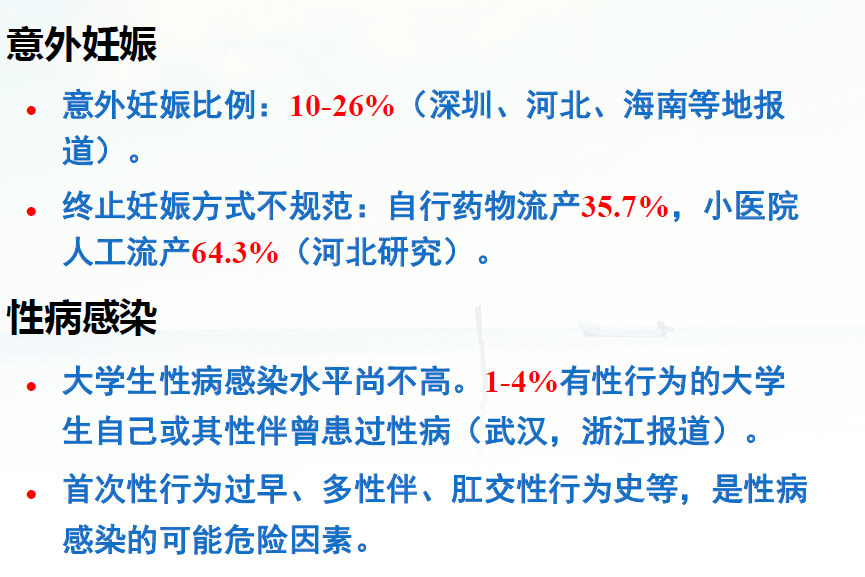 意外妊娠
• 意外妊娠比例：10-26%（深圳、河北、海南等地报
道）。
• 终止妊娠方式不规范：自行药物流产35.7%，小医院
人工流产64.3%（河北研究）。
性病感染
• 大学生性病感染水平尚不高。1-4%有性行为的大学
生自己或其性伴曾患过性病（武汉，浙江报道）。
• 首次性行为过早、多性伴、肛交性行为史等，是性病
感染的可能危险因素。